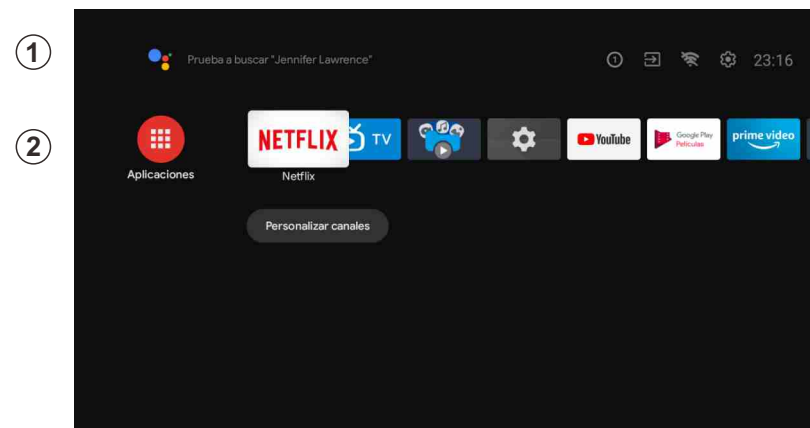 1
Prueba a buscar "Jennifer Lawrence"
1
23:16
2
NETFLIX
TV
YouTube
Google Play
Películas
prime video
Aplicaciones
Netflix
Personalizar canales